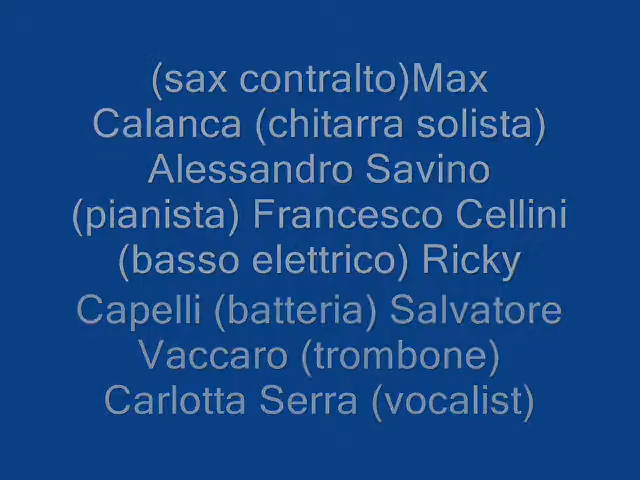 (sax contralto)Max
Calanca (chitarra solista)
Alessandro Savino
(pianista) Francesco Cellini
(basso elettrico) Ricky
Capelli (batteria) Salvatore
Vaccaro (trombone)
Carlotta Serra (vocalist)